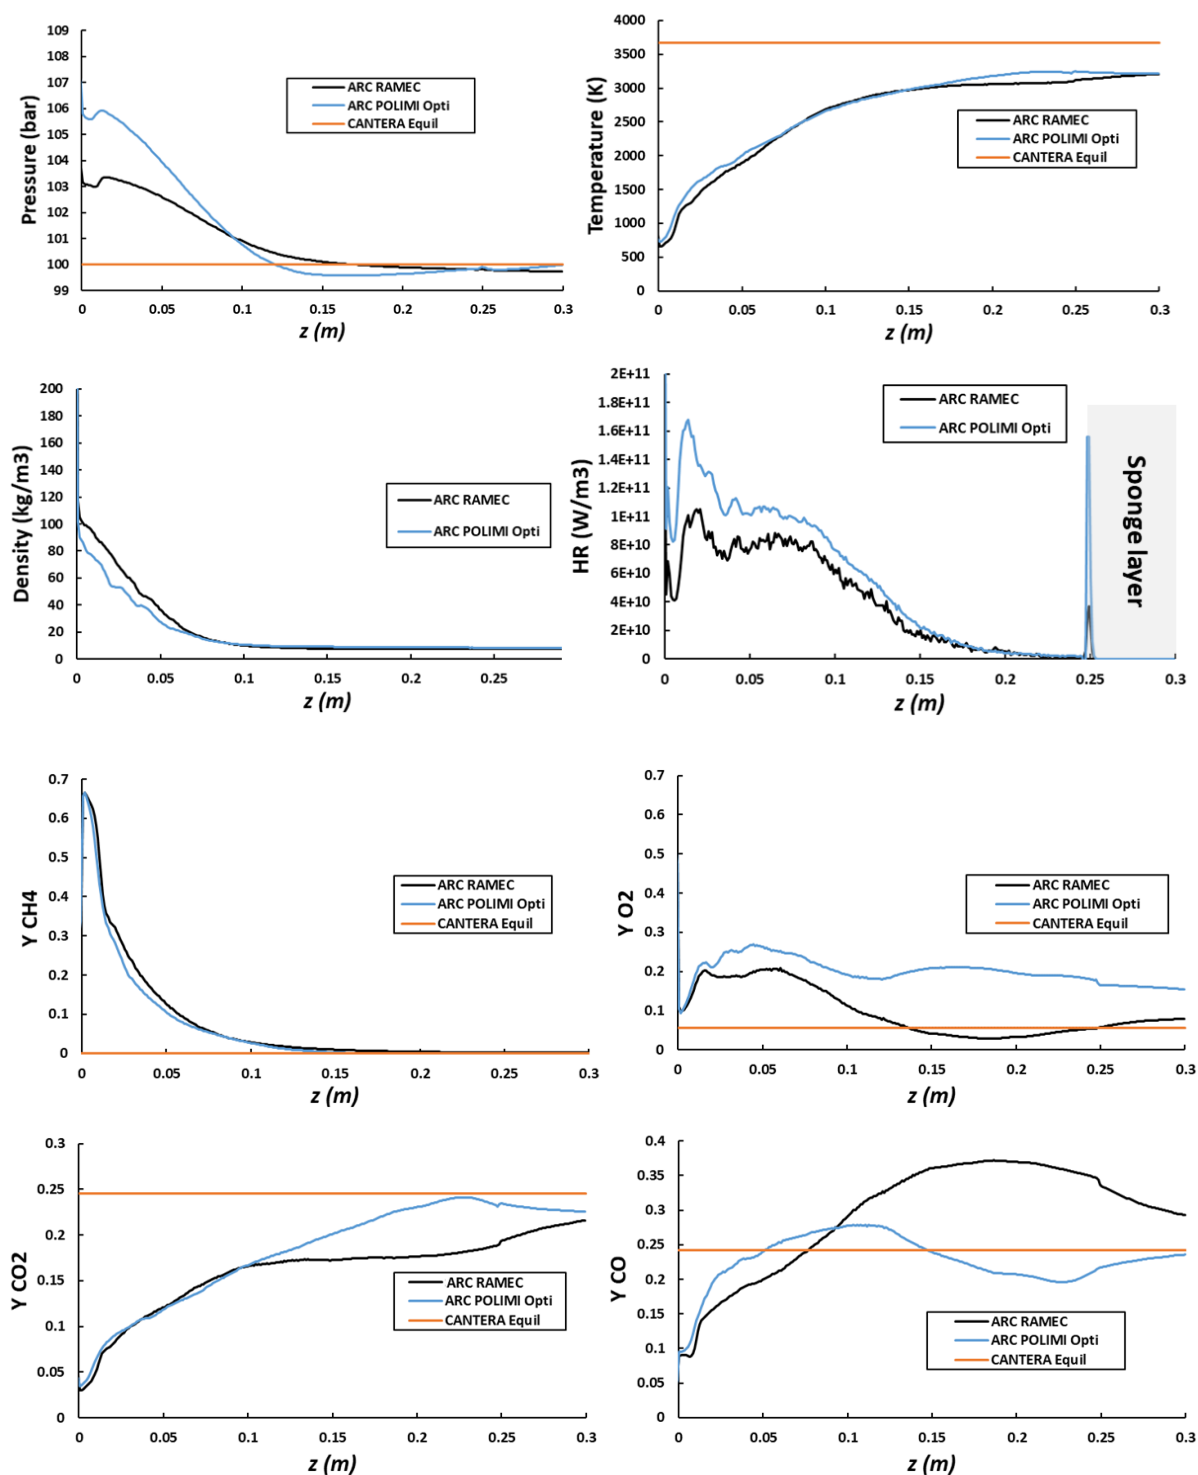 Pressure (bar)
109
108
107
106
105
104
103
102
101
100
99
0
0.05
0.1
0.15
0.2
0.25
0.3
z (m)
ARC RAMEC
ARC POLIMI Opti
CANTERA Equil
Temperature (K)
4000
3500
3000
2500
2000
1500
1000
500
0
0
0.05
0.1
0.15
0.2
0.25
0.3
z (m)
ARC RAMEC
ARC POLIMI Opti
CANTERA Equil
Density (kg/m3)
200
180
160
140
120
100
80
60
40
20
0
0
0.05
0.1
0.15
0.2
0.25
z (m)
ARC RAMEC
ARC POLIMI Opti
HR (W/m3)
2E+11
1.8E+11
1.6E+11
1.4E+11
1.2E+11
1E+11
8E+10
6E+10
4E+10
2E+10
0
0
0.05
0.1
0.15
0.2
0.25
0.3
z (m)
ARC RAMEC
ARC POLIMI Opti
Sponge layer
Y CH4
0.7
0.6
0.5
0.4
0.3
0.2
0.1
0
0
0.05
0.1
0.15
0.2
0.25
0.3
z (m)
ARC RAMEC
ARC POLIMI Opti
CANTERA Equil
Y O2
0.7
0.6
0.5
0.4
0.3
0.2
0.1
0
0
0.05
0.1
0.15
0.2
0.25
0.3
z (m)
ARC RAMEC
ARC POLIMI Opti
CANTERA Equil
Y CO2
0.3
0.25
0.2
0.15
0.1
0.05
0
0
0.05
0.1
0.15
0.2
0.25
0.3
z (m)
ARC RAMEC
ARC POLIMI Opti
CANTERA Equil
Y CO
0.4
0.35
0.3
0.25
0.2
0.15
0.1
0.05
0
0
0.05
0.1
0.15
0.2
0.25
0.3
z (m)
ARC RAMEC
ARC POLIMI Opti
CANTERA Equil